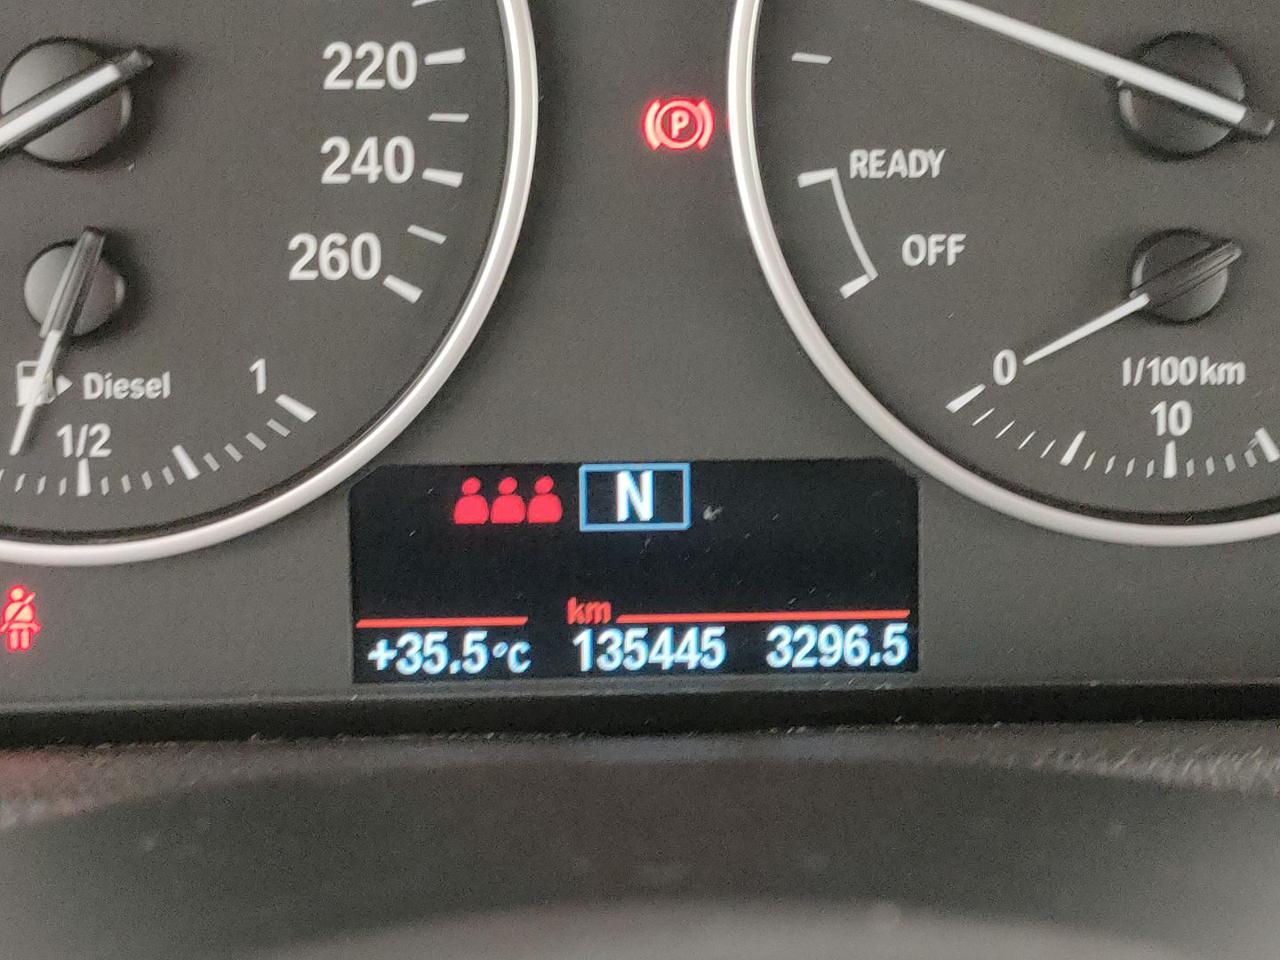 220
240
260
P
READY
OFF
Diesel
1/2
1
0
l/100km
10
N
km
+35.5°C 135445 3296.5